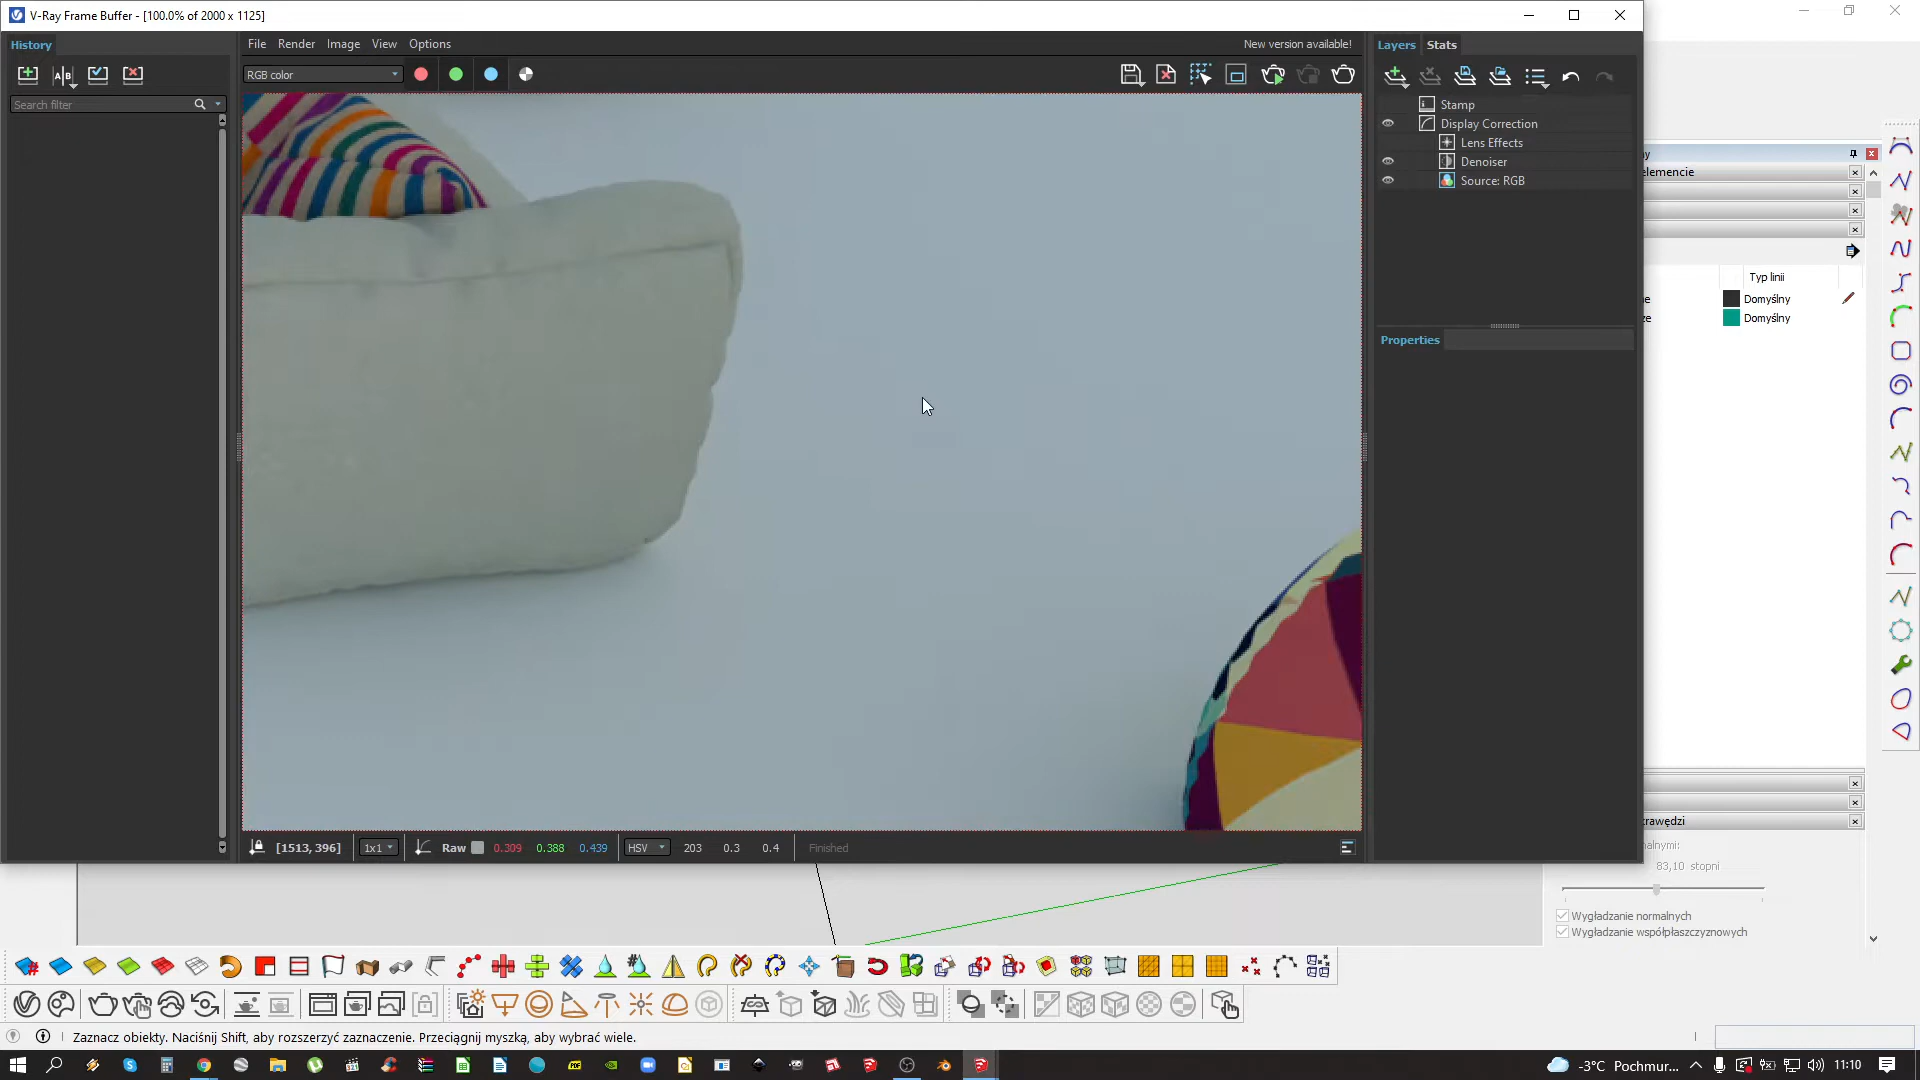 V-Ray Frame Buffer - [100.0% of 2000 x 1125]
History
File Render Image View Options
New version available!
Layers Stats
RGB color
Search filter
Stamp
Display Correction
Lens Effects
Denoiser
Source: RGB
Properties
elemencie
Typ linii
Domyślny
Domyślny
[1513, 396]
1x1
Raw
0.309 0.388 0.439
HSV
203 0.3 0.4
Finished
83,10 stopni
Wygładzanie normalnych
Wygładzanie współpłaszczyznowych
Zaznacz obiekty. Naciśnij Shift, aby rozszerzyć zaznaczenie. Przeciągnij myszką, aby wybrać wiele.
-3°C Pochmur...
11:10